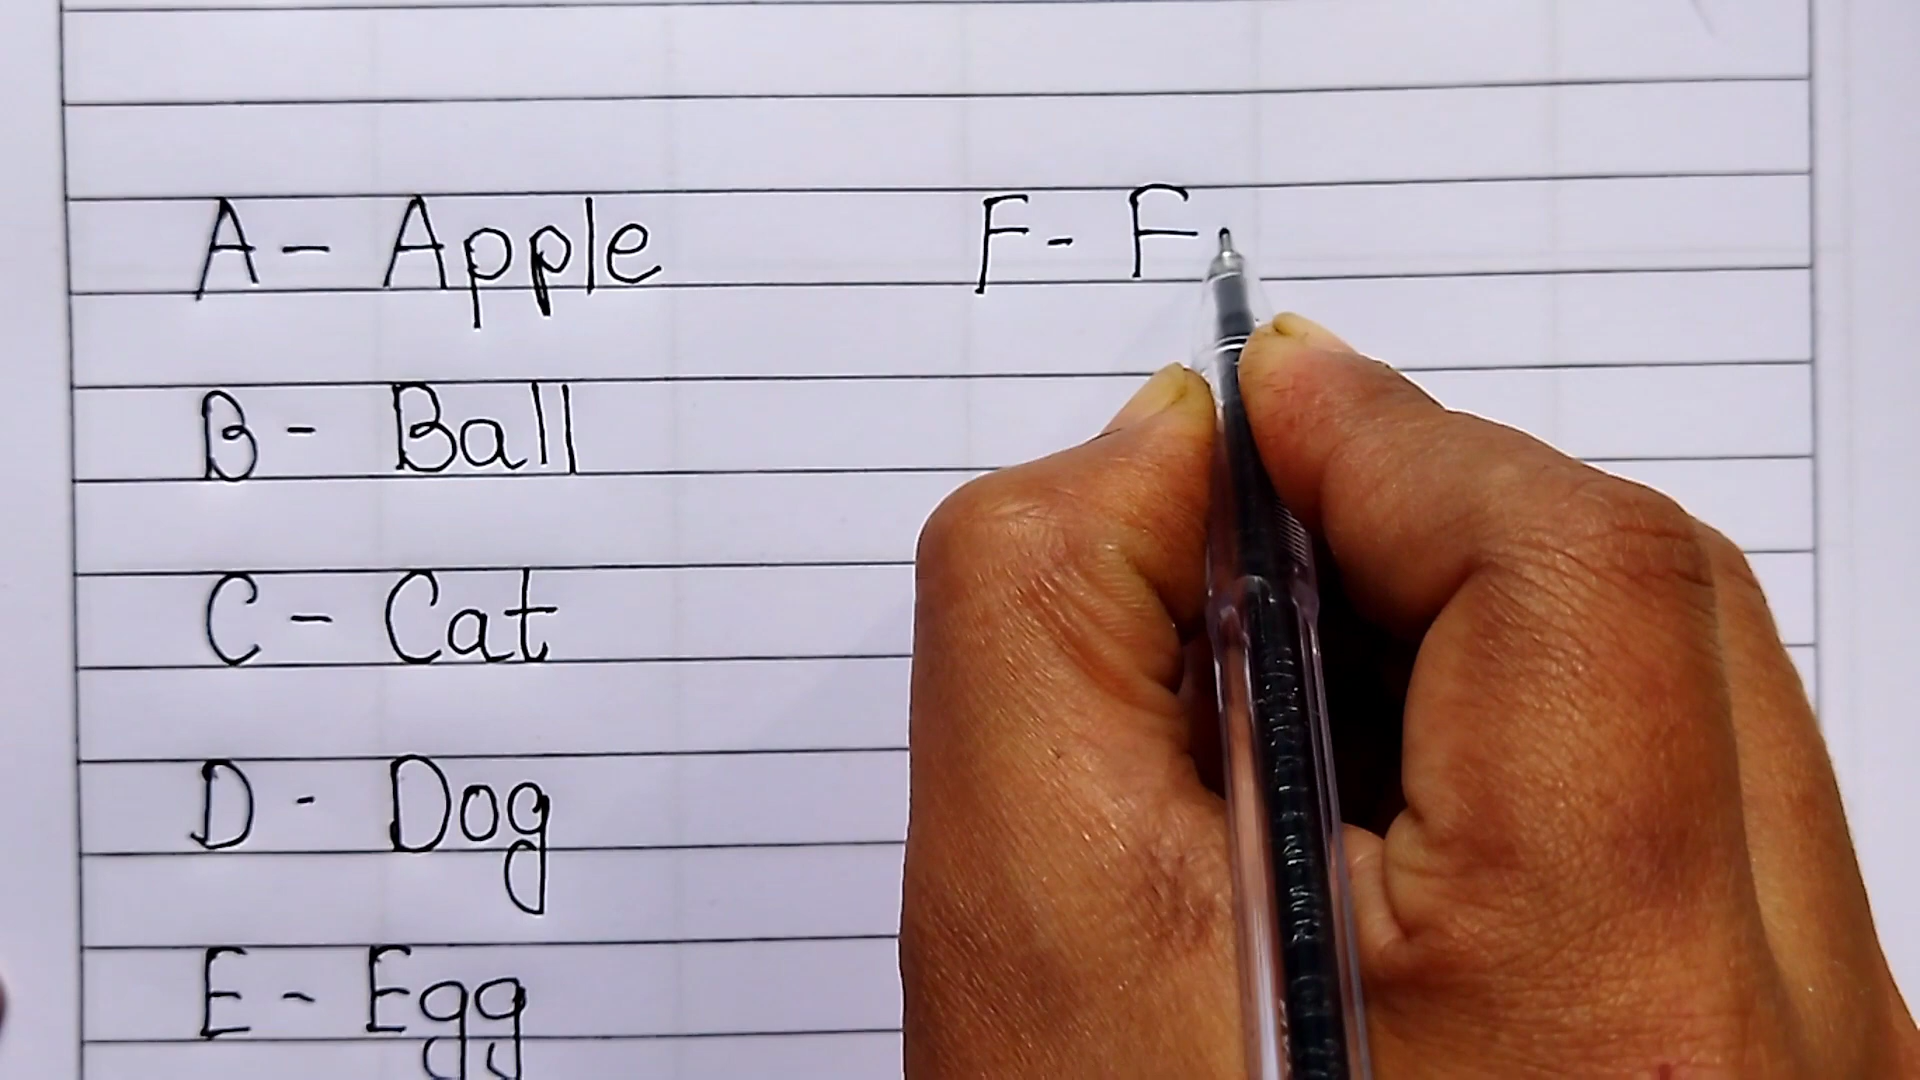 A - Apple
B - Ball
C - Cat
D - Dog
E - Egg
F - F